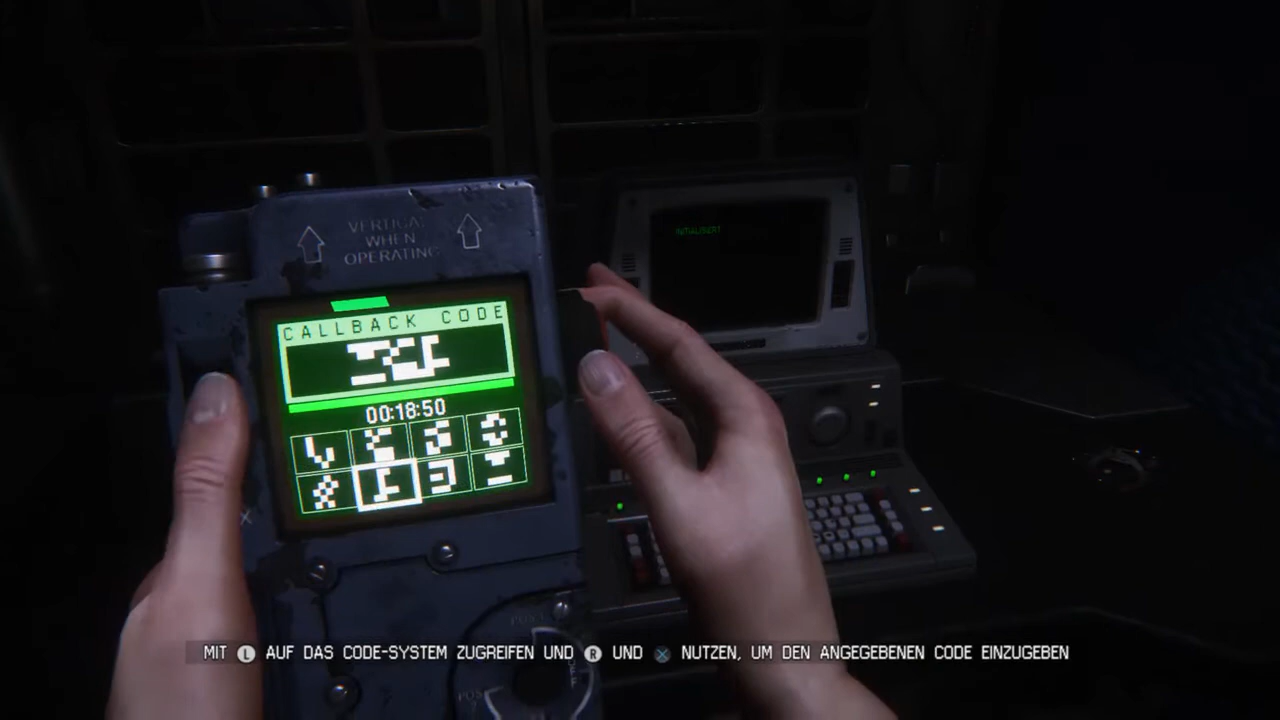 VERTICAL
WHEN
OPERATING
CALLBACK CODE
00:18:50
MIT L AUF DAS CODE-SYSTEM ZUGREIFEN UND R UND X NUTZEN, UM DEN ANGEGEBENEN CODE EINZUGEBEN